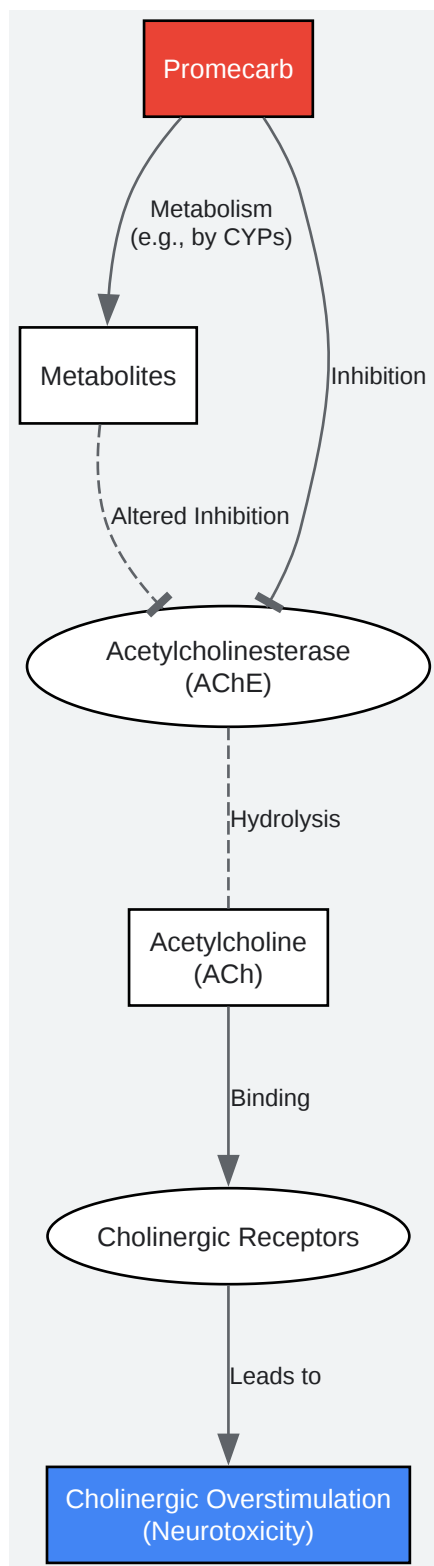 Promecarb
Metabolism
(e.g., by CYPs)
Metabolites
Inhibition
Altered Inhibition
Acetylcholinesterase
(AChE)
Hydrolysis
Acetylcholine
(ACh)
Binding
Cholinergic Receptors
Leads to
Cholinergic Overstimulation
(Neurotoxicity)